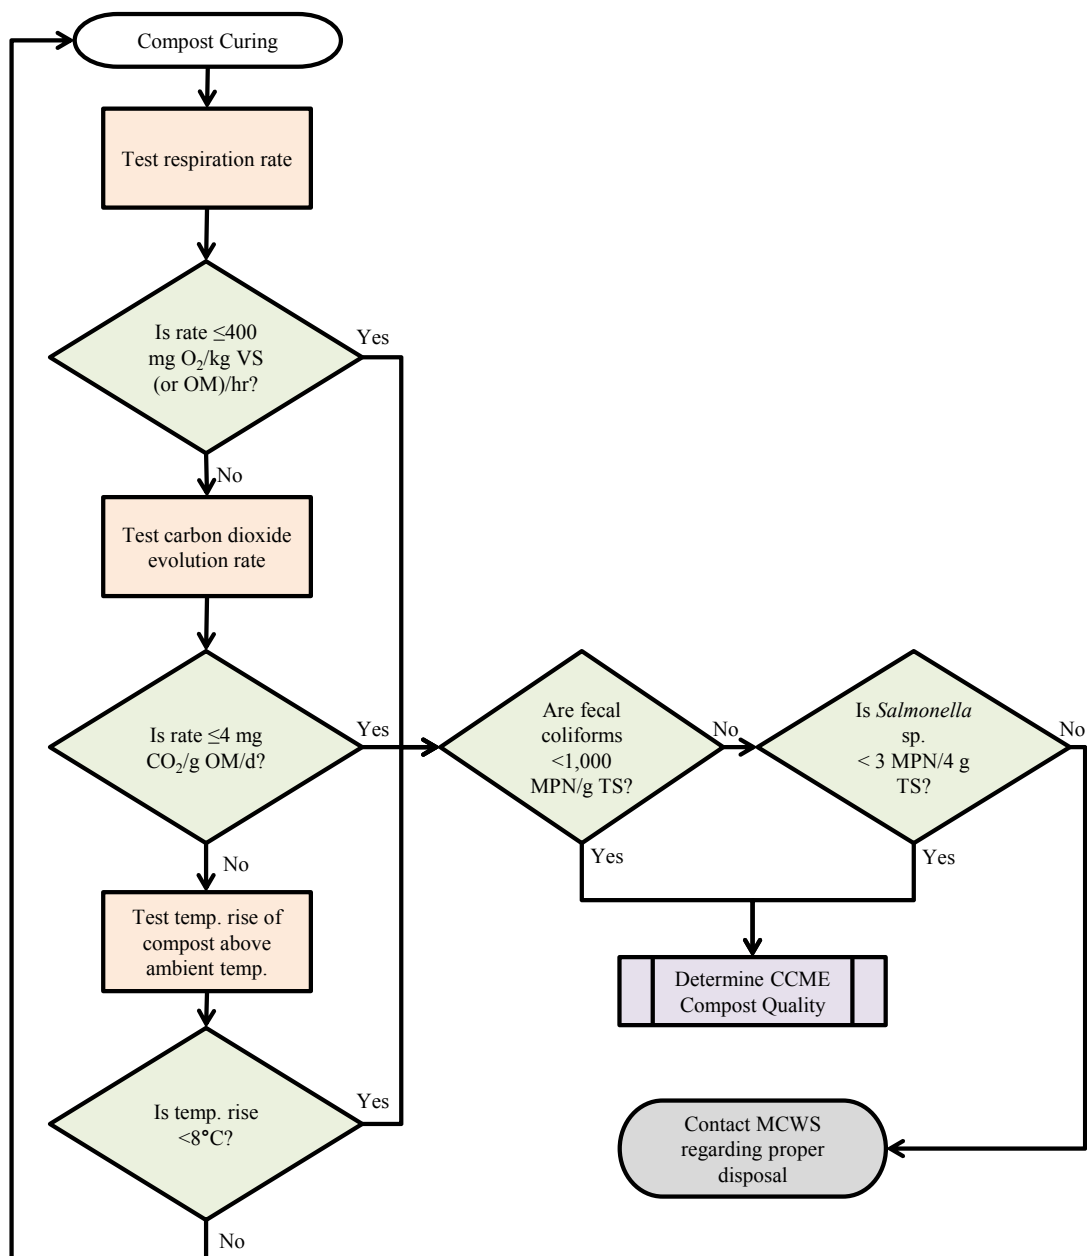 Compost Curing
Test respiration rate
Is rate ≤400
mg O₂/kg VS
(or OM)/hr?
Yes
No
Test carbon dioxide
evolution rate
Is rate ≤4 mg
CO₂/g OM/d?
Yes
No
Are fecal
coliforms
<1,000
MPN/g TS?
No
Yes
Is Salmonella
sp.
< 3 MPN/4 g
TS?
No
Yes
Test temp. rise of
compost above
ambient temp.
Determine CCME
Compost Quality
Is temp. rise
<8°C?
Yes
No
Contact MCWS
regarding proper
disposal